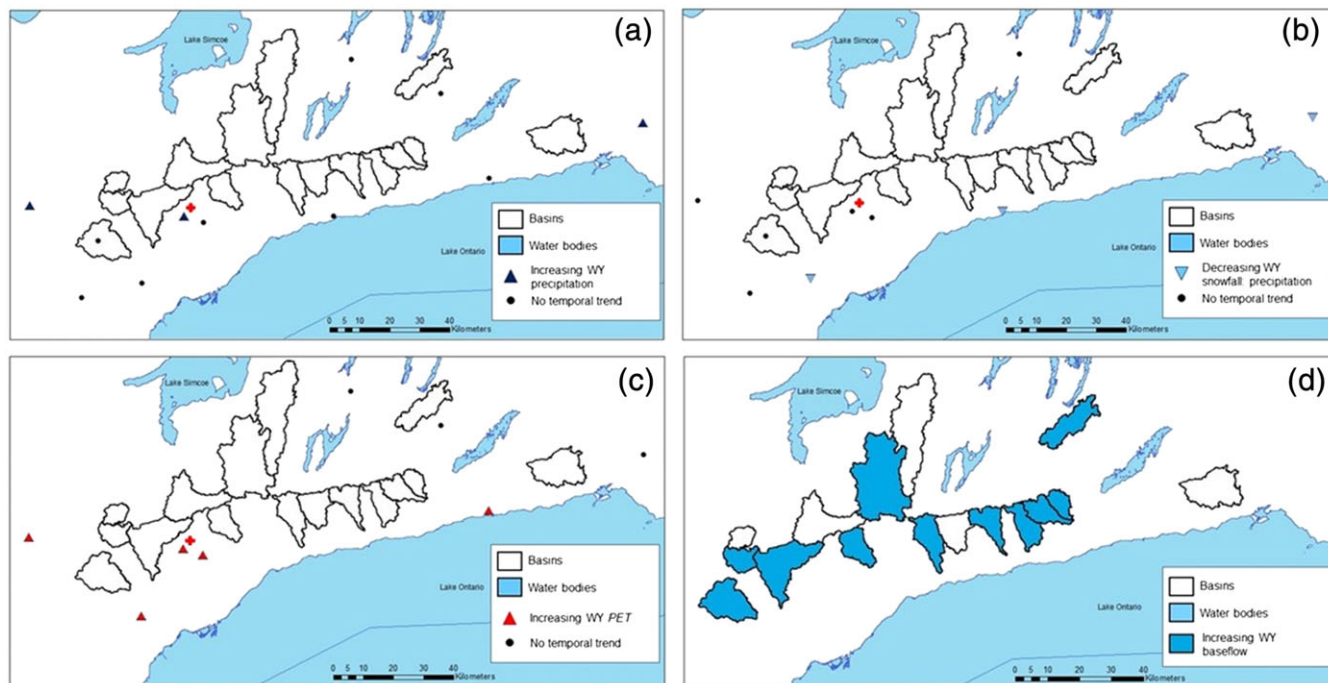 (a)
Lake Simcoe
Lake Ontario
Basins
Water bodies
Increasing WY
precipitation
No temporal trend
0 5 10 20 30 40
Kilometers
(b)
Lake Simcoe
Lake Ontario
Basins
Water bodies
Decreasing WY
snowfall precipitation
No temporal trend
0 5 10 20 30 40
Kilometers
(c)
Lake Simcoe
Lake Ontario
Basins
Water bodies
Increasing WY PET
No temporal trend
0 5 10 20 30 40
Kilometers
(d)
Lake Simcoe
Lake Ontario
Basins
Water bodies
Increasing WY
baseflow
0 5 10 20 30 40
Kilometers